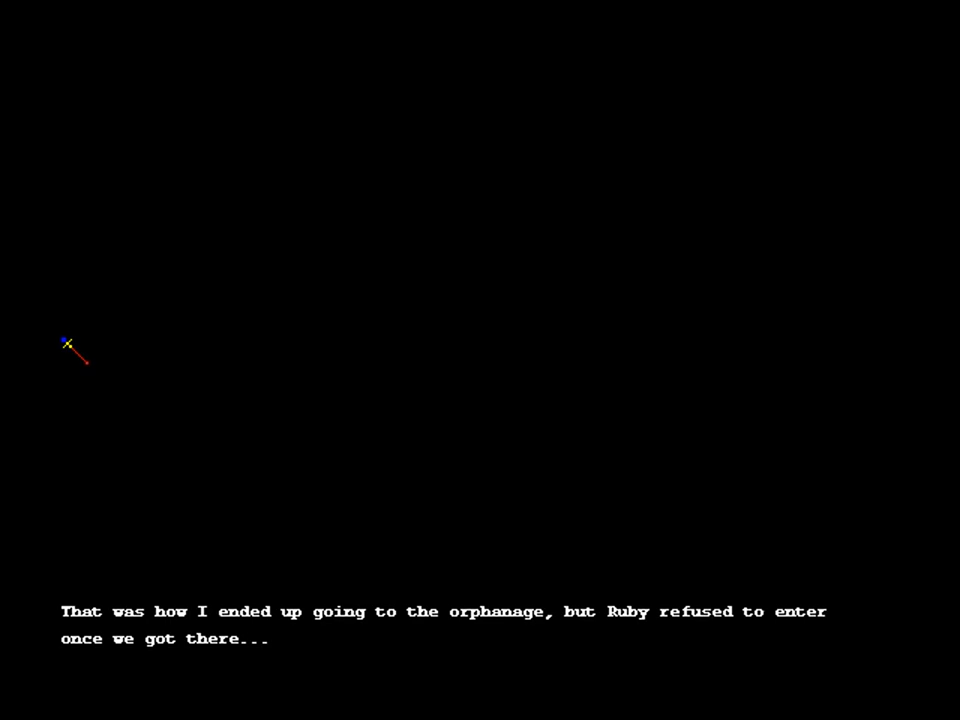 That was how I ended up going to the orphanage, but Ruby refused to enter
once we got there...